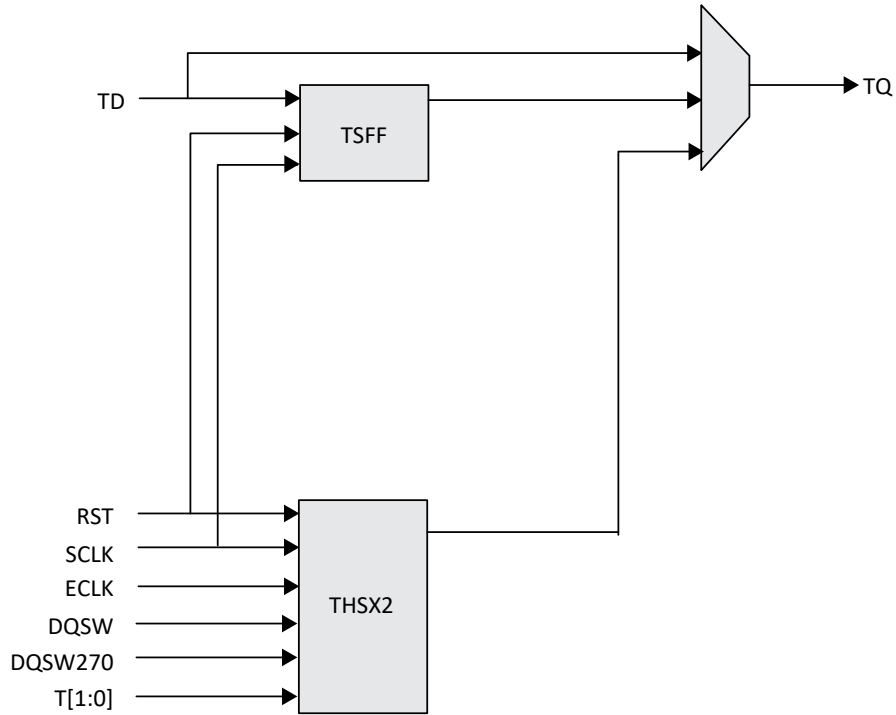 TD
TSFF
TQ
RST
SCLK
ECLK
DQSW
DQSW270
T[1:0]
THSX2